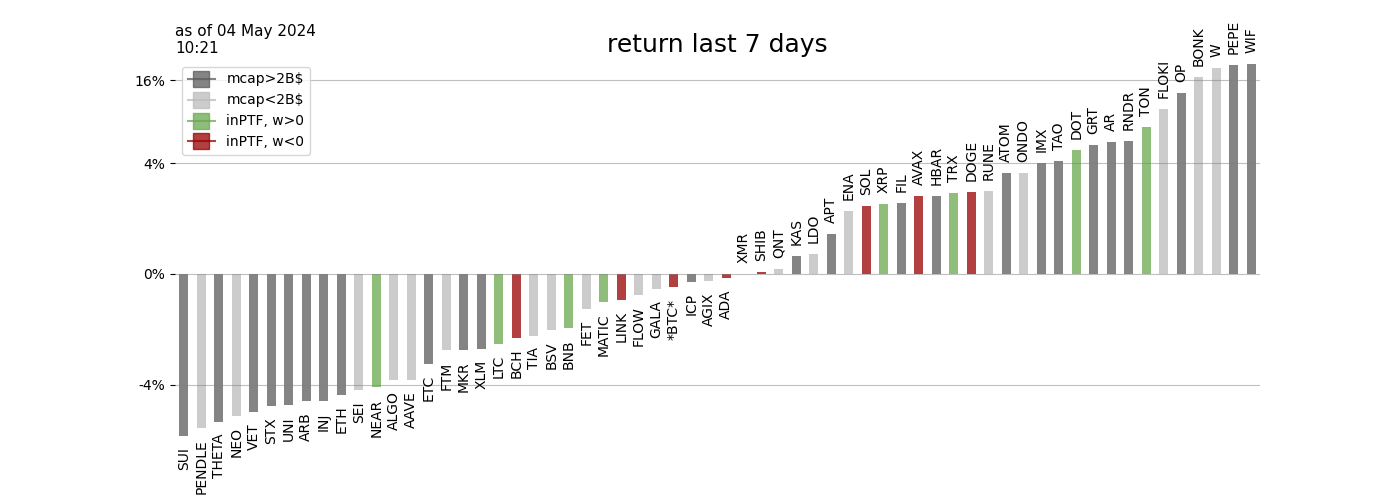 as of 04 May 2024
10:21
return last 7 days
mcap>2B$
mcap<2B$
inPTF, w>0
inPTF, w<0
16%
4%
0%
-4%
SUI
PENDLE
THETA
NEO
VET
STX
UNI
ARB
INJ
ETH
SEI
NEAR
ALGO
AAVE
ETC
FTM
MKR
XLM
LTC
BCH
TIA
BSV
BNB
FET
MATIC
LINK
FLOW
GALA
*BTC*
ICP
AGIX
ADA
XMR
SHIB
QNT
KAS
LDO
APT
ENA
SOL
XRP
FIL
AVAX
HBAR
TRX
DOGE
RUNE
ATOM
ONDO
IMX
TAO
DOT
GRT
AR
RNDR
TON
FLOKI
OP
BONK
W
PEPE
WIF